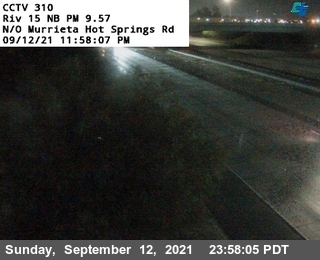 CCTV 310
Riv 15 NB PM 9.57
N/O Murrieta Hot Springs Rd
09/12/21 11:58:07 PM
Sunday, September 12, 2021 23:58:05 PDT